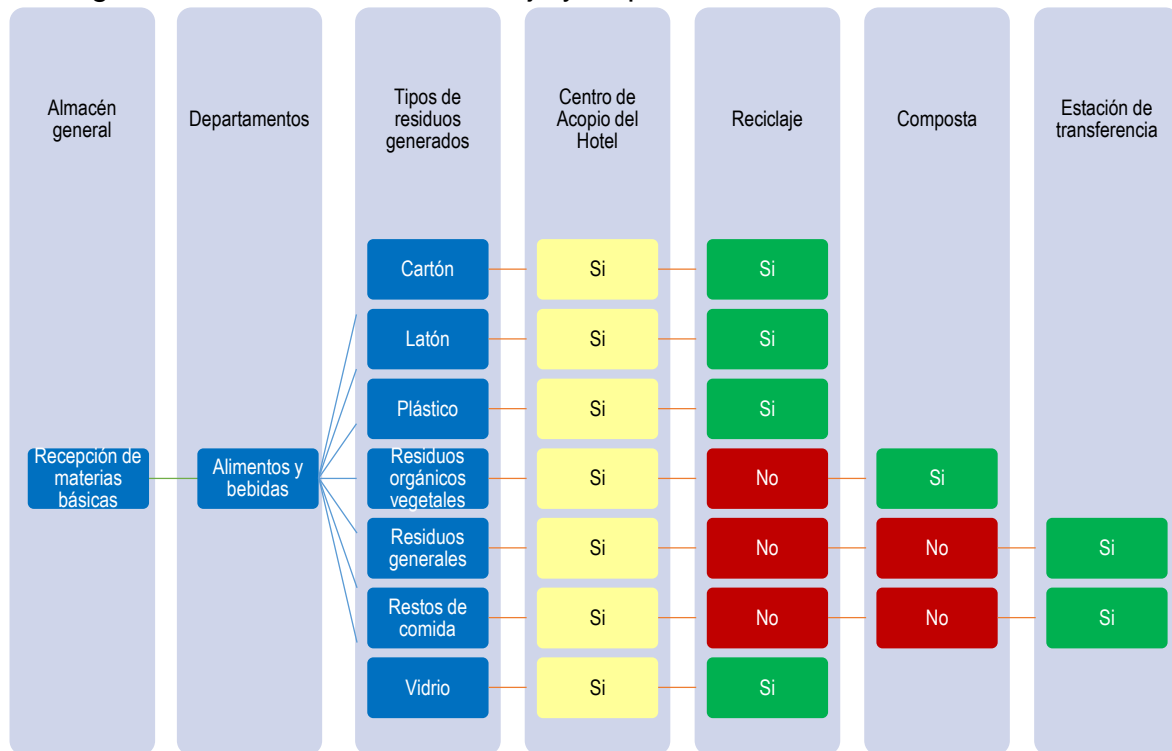 Almacén
general
Departamentos
Tipos de
residuos
generados
Centro de
Acopio del
Hotel
Reciclaje
Composta
Estación de
transferencia
Cartón
Si
Si
Latón
Si
Si
Plástico
Si
Si
Recepción de
materias
básicas
Alimentos y
bebidas
Residuos
orgánicos
vegetales
Si
No
Si
Residuos
generales
Si
No
No
Si
Restos de
comida
Si
No
No
Si
Vidrio
Si
Si